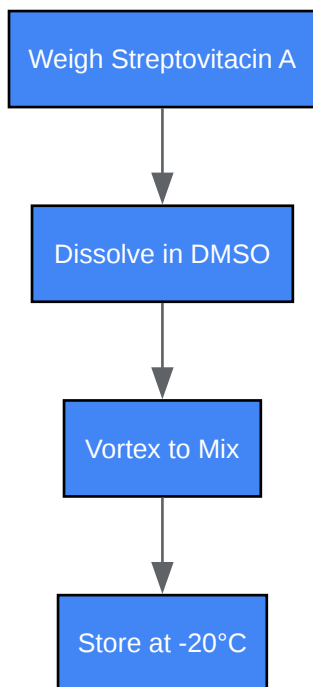 Weigh Streptovitacin A
Dissolve in DMSO
Vortex to Mix
Store at -20°C